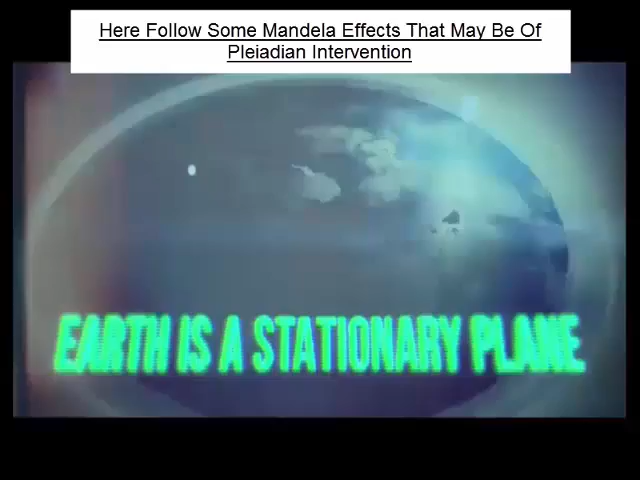 Here Follow Some Mandela Effects That May Be Of
Pleiadian Intervention
EARTH IS A STATIONARY PLANE